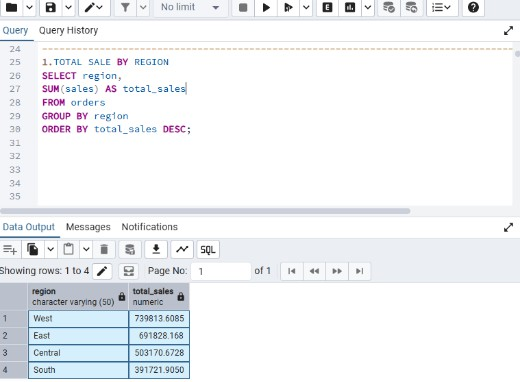 No limit
E
Query Query History
24 --------------------------------------------------------------------
25 1.TOTAL SALE BY REGION
26 SELECT region,
27 SUM(sales) AS total_sales
28 FROM orders
29 GROUP BY region
30 ORDER BY total_sales DESC;
31
32
33
34
35
Data Output Messages Notifications
SQL
Showing rows: 1 to 4 Page No: 1 of 1
region total_sales
character varying (50) numeric
1 West 739813.6085
2 East 691828.168
3 Central 503170.6728
4 South 391721.9050